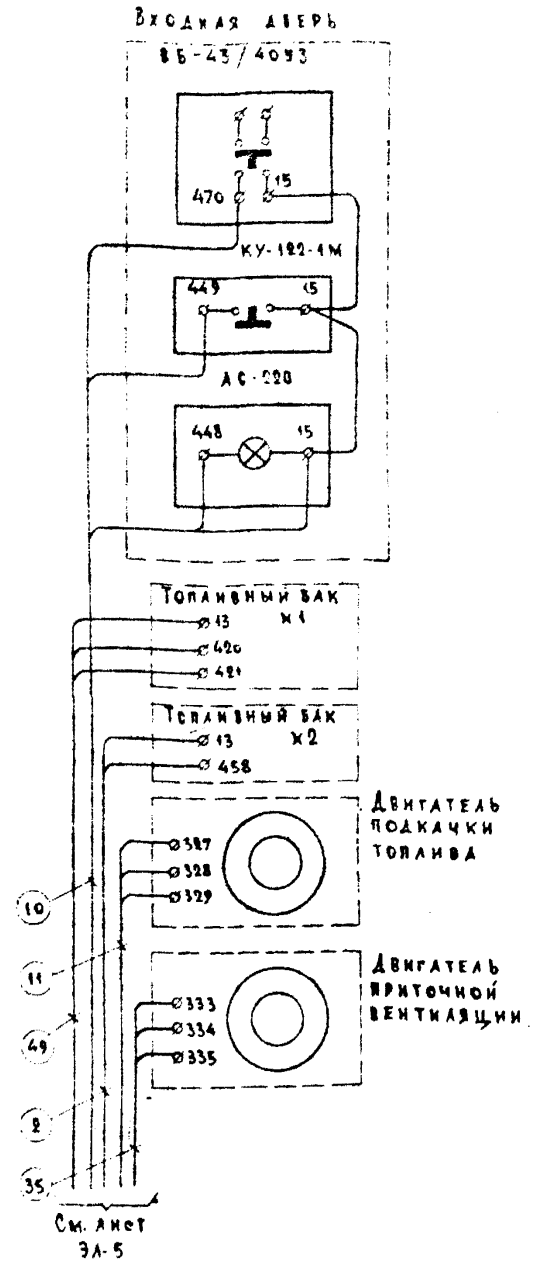 Входная дверь
ВБ-43/4043
470
15
КУ-122-1М
449
15
АС-220
448
15
Топливный бак
№1
13
420
421
Топливный бак
№2
13
458
Двигатель
подкачки
топлива
327
328
329
10
11
Двигатель
приточной
вентиляции
333
334
335
49
2
35
См. лист
ЭЛ-5